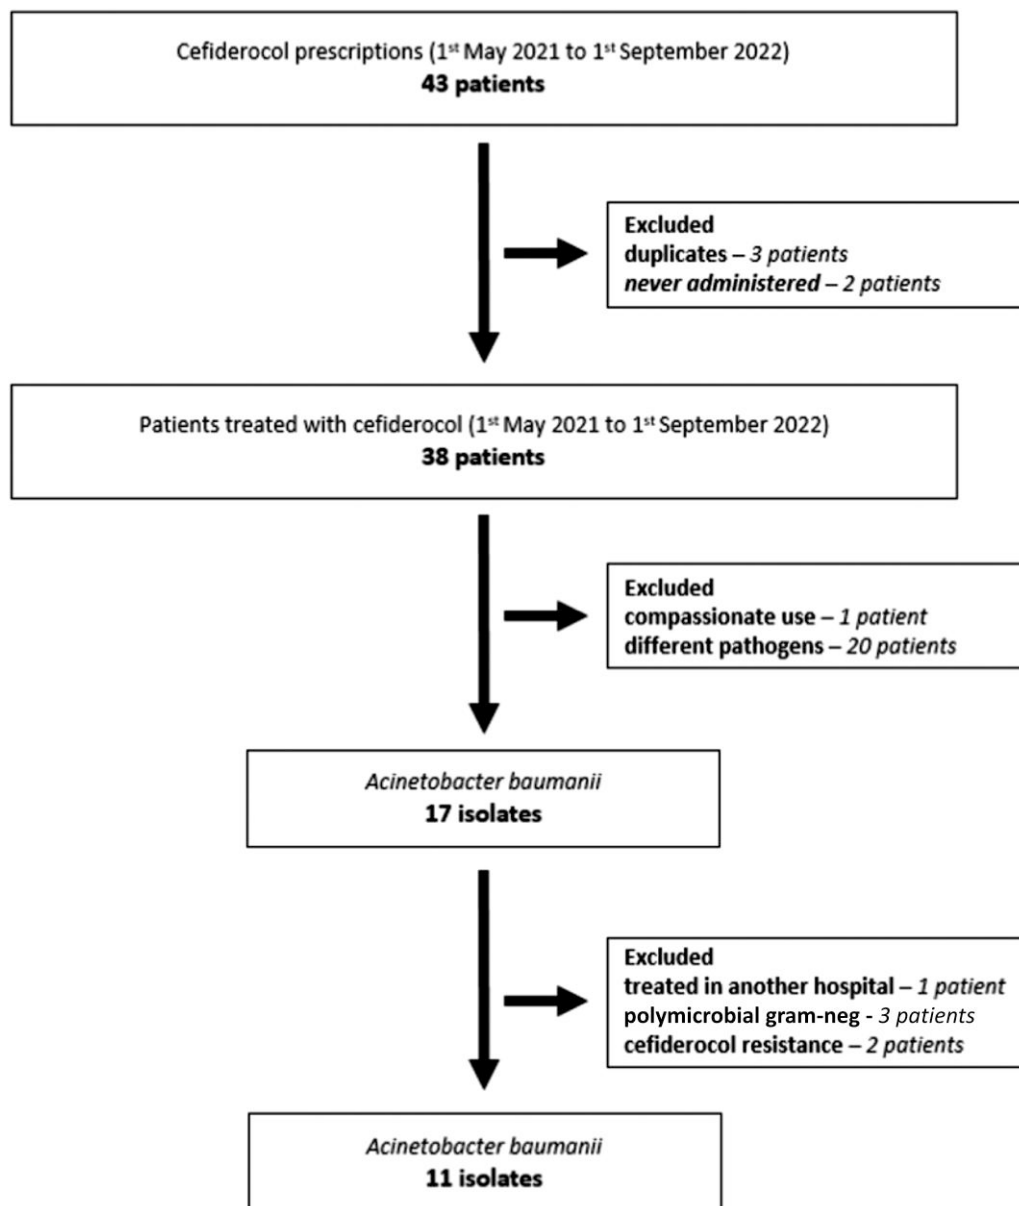 Cefiderocol prescriptions (1st May 2021 to 1st September 2022)
43 patients
Excluded
duplicates – 3 patients
never administered – 2 patients
Patients treated with cefiderocol (1st May 2021 to 1st September 2022)
38 patients
Excluded
compassionate use – 1 patient
different pathogens – 20 patients
Acinetobacter baumanii
17 isolates
Excluded
treated in another hospital – 1 patient
polymicrobial gram-neg - 3 patients
cefiderocol resistance – 2 patients
Acinetobacter baumanii
11 isolates